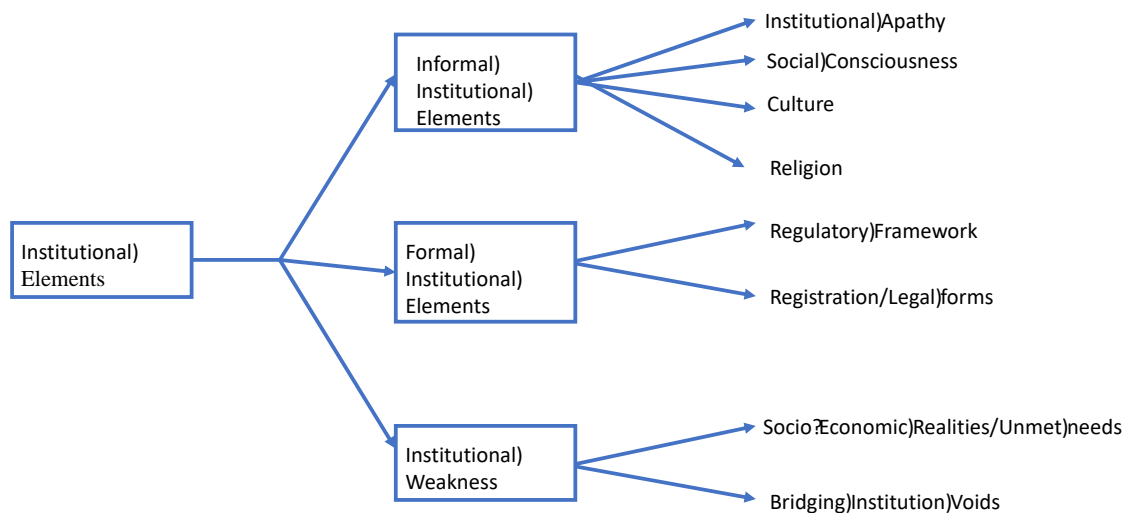 Institutional)
Elements
Informal)
Institutional)
Elements
Institutional)Apathy
Social)Consciousness
Culture
Religion
Formal)
Institutional)
Elements
Regulatory)Framework
Registration/Legal)forms
Institutional)
Weakness
Socio?Economic)Realities/Unmet)needs
Bridging)Institution)Voids